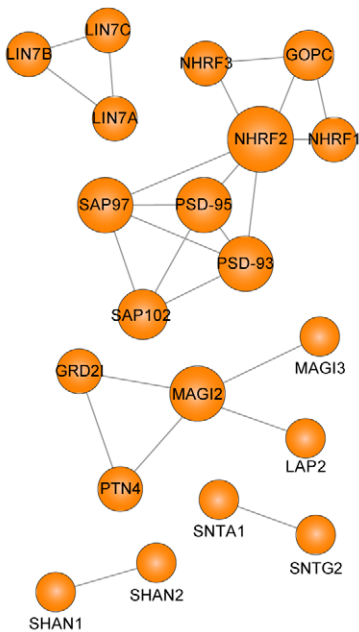 LIN7C
LIN7B
LIN7A
NHRF3
GOPC
NHRF2
NHRF1
SAP97
PSD-95
PSD-93
SAP102
GRD2I
MAGI2
MAGI3
LAP2
PTN4
SNTA1
SNTG2
SHAN2
SHAN1